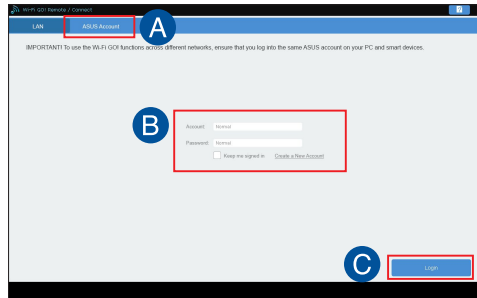 Wi-Fi GO! Remote / Connect
?
LAN
ASUS Account
A
IMPORTANT! To use the Wi-Fi GO! functions across different networks, ensure that you log into the same ASUS account on your PC and smart devices.
B
Account: Normal
Password: Normal
Keep me signed in Create a New Account
C
Login